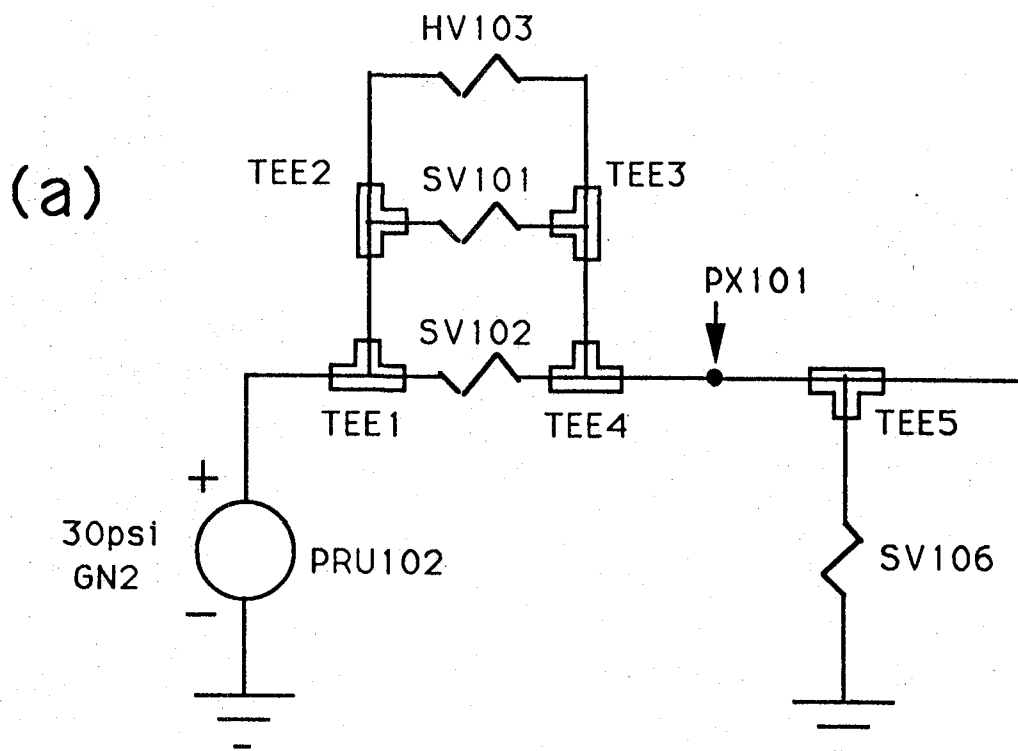 HV103
(a)
TEE2
SV101
TEE3
PX101
SV102
TEE1
TEE4
TEE5
+
30psi
GN2
PRU102
SV106
−